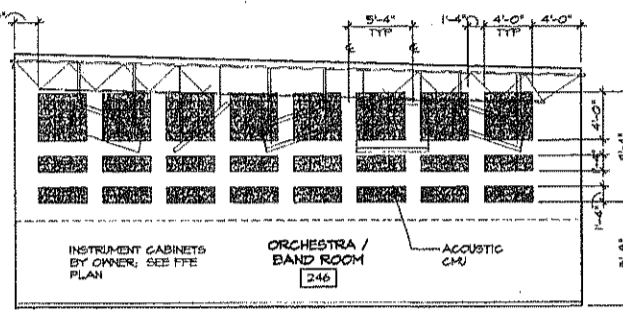 5'-4"
TYP
1'-4"
4'-0"
TYP
4'-0"
4'-0"
1'-4"
INSTRUMENT CABINETS
BY OWNER; SEE FFE
PLAN
ORCHESTRA /
BAND ROOM
246
ACOUSTIC
CMU